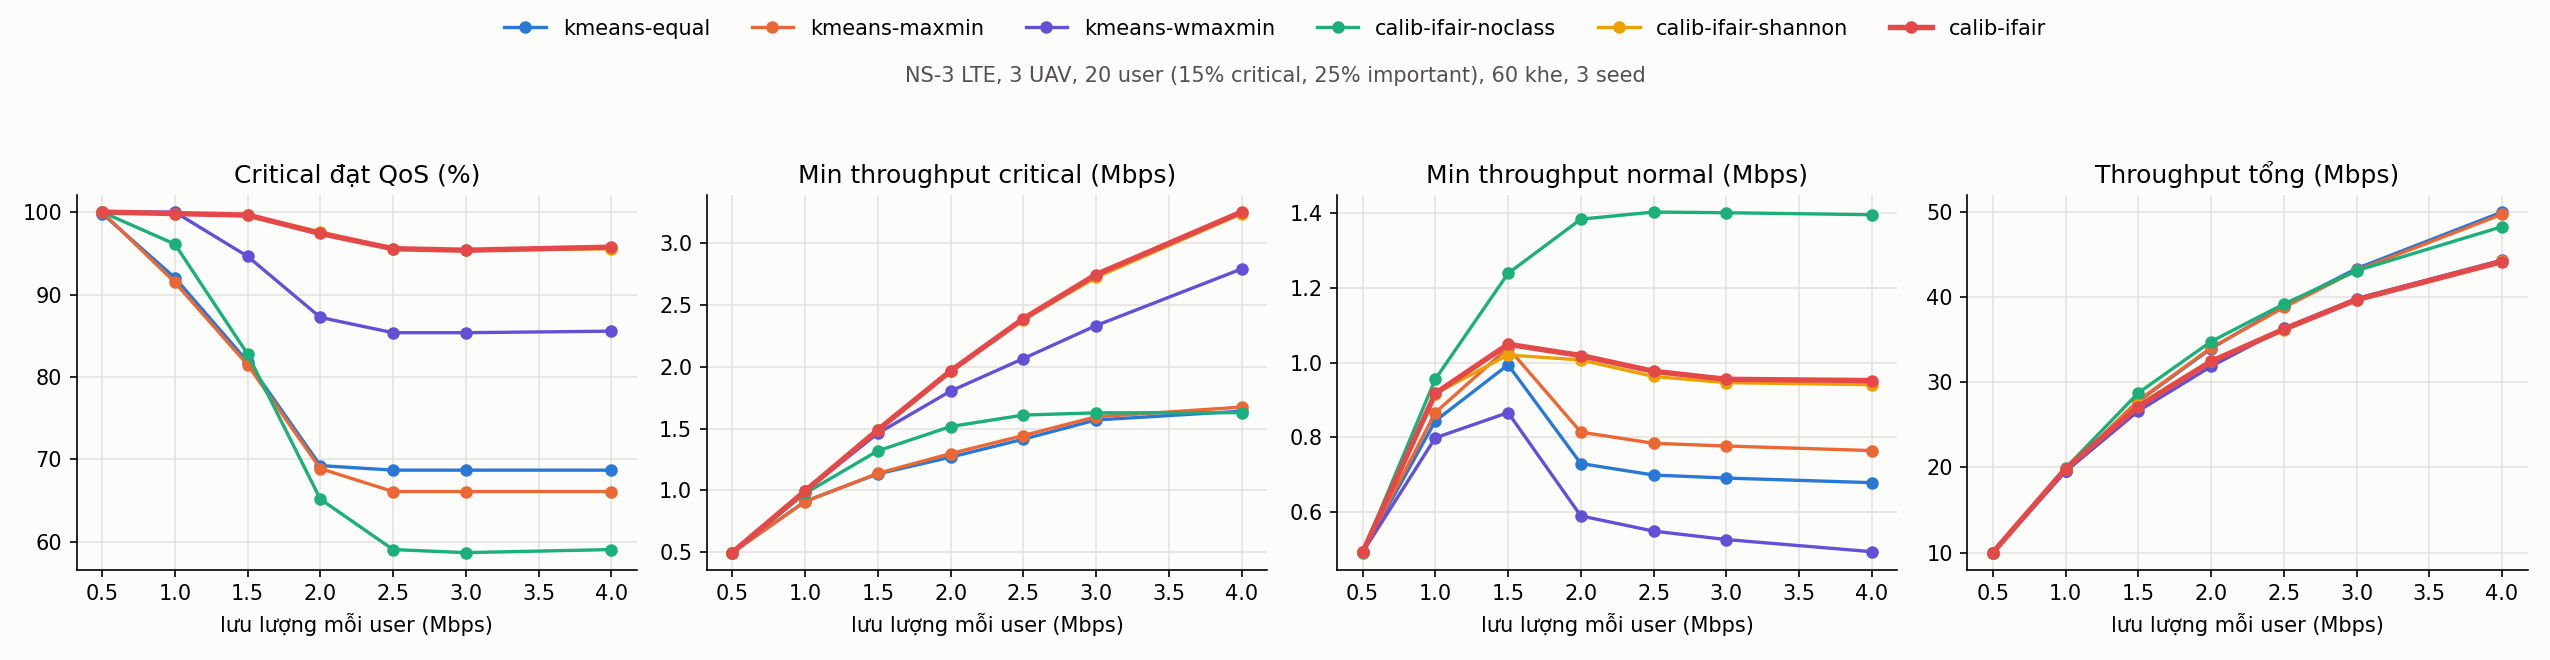 kmeans-equal kmeans-maxmin kmeans-wmaxmin calib-ifair-noclass calib-ifair-shannon calib-ifair
NS-3 LTE, 3 UAV, 20 user (15% critical, 25% important), 60 khe, 3 seed
Critical đạt QoS (%)
100
90
80
70
60
0.5 1.0 1.5 2.0 2.5 3.0 3.5 4.0
lưu lượng mỗi user (Mbps)
Min throughput critical (Mbps)
3.0
2.5
2.0
1.5
1.0
0.5
0.5 1.0 1.5 2.0 2.5 3.0 3.5 4.0
lưu lượng mỗi user (Mbps)
Min throughput normal (Mbps)
1.4
1.2
1.0
0.8
0.6
0.5 1.0 1.5 2.0 2.5 3.0 3.5 4.0
lưu lượng mỗi user (Mbps)
Throughput tổng (Mbps)
50
40
30
20
10
0.5 1.0 1.5 2.0 2.5 3.0 3.5 4.0
lưu lượng mỗi user (Mbps)